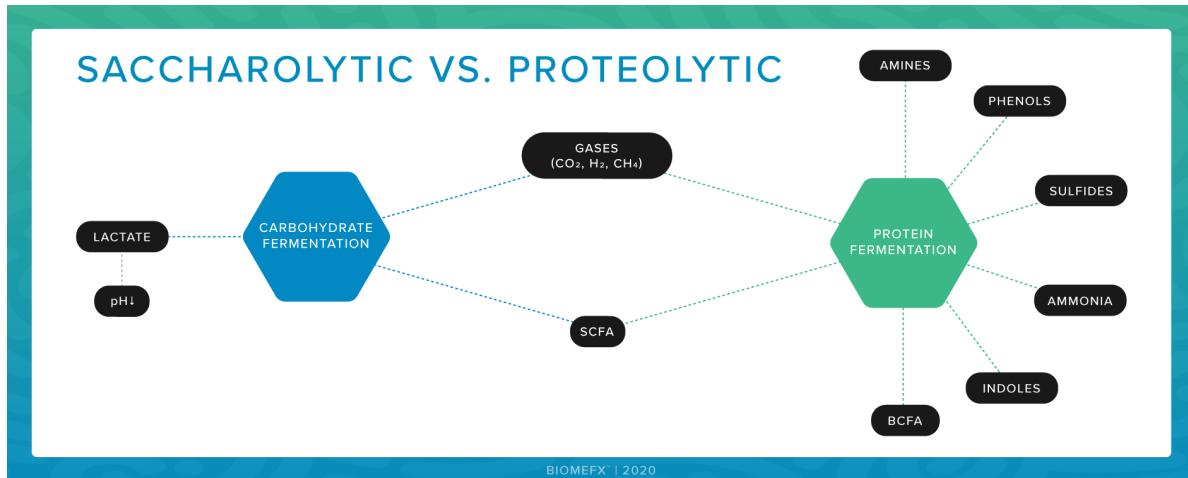 SACCHAROLYTIC VS. PROTEOLYTIC
AMINES
PHENOLS
GASES
(CO₂, H₂, CH₄)
SULFIDES
CARBOHYDRATE
FERMENTATION
LACTATE
PROTEIN
FERMENTATION
pH↓
AMMONIA
SCFA
INDOLES
BCFA
BIOMEFX™ | 2020